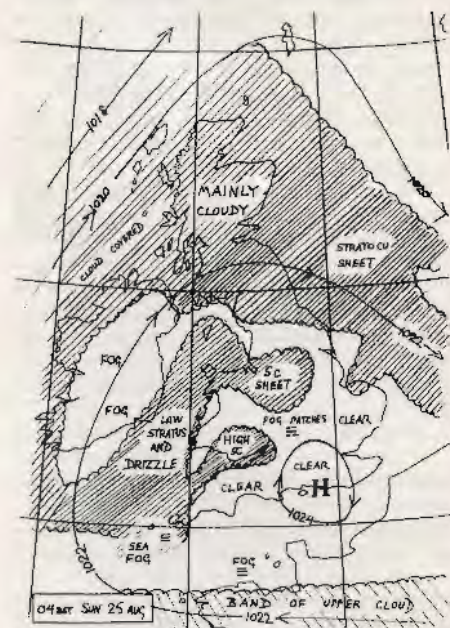 1018
1020
1020
MAINLY
CLOUDY
CLOUD COVERED
STRATO CU
SHEET
1022
FOG
FOG
SC
SHEET
LAW
STRATUS
AND
DRIZZLE
FOG PATCHES
CLEAR
HIGH
SC
CLEAR
CLEAR
H
1024
SEA
FOG
1022
FOG
04 BST SUN 25 AUG
BAND OF UPPER CLOUD
1022